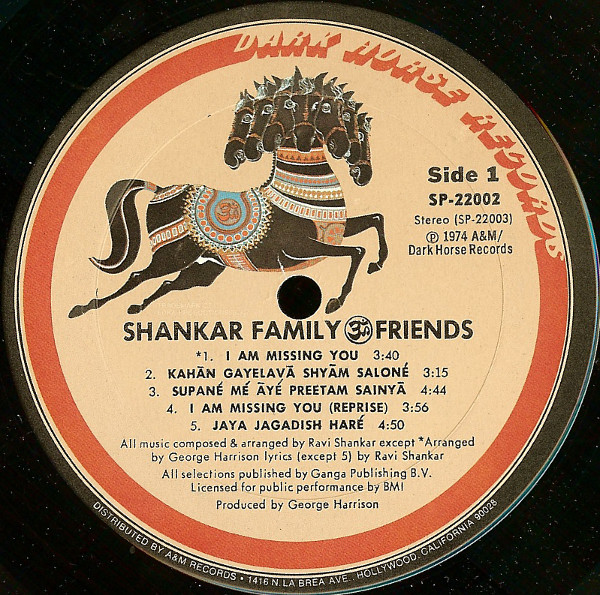 DARK HORSE RECORDS
Side 1
SP-22002
Stereo (SP-22003)
℗ 1974 A&M/
Dark Horse Records
SHANKAR FAMILY ॐ FRIENDS
*1. I AM MISSING YOU 3:40
2. KAHĀN GAYELAVĀ SHYĀM SALONÉ 3:15
3. SUPANÉ MÉ ĀYÉ PREETAM SAINYĀ 4:44
4. I AM MISSING YOU (REPRISE) 3:56
5. JAYA JAGADISH HARÉ 4:50
All music composed & arranged by Ravi Shankar except *Arranged
by George Harrison lyrics (except 5) by Ravi Shankar
All selections published by Ganga Publishing B.V.
Licensed for public performance by BMI
Produced by George Harrison
DISTRIBUTED BY A&M RECORDS • 1416 N. LA BREA AVE., HOLLYWOOD, CALIFORNIA 90028